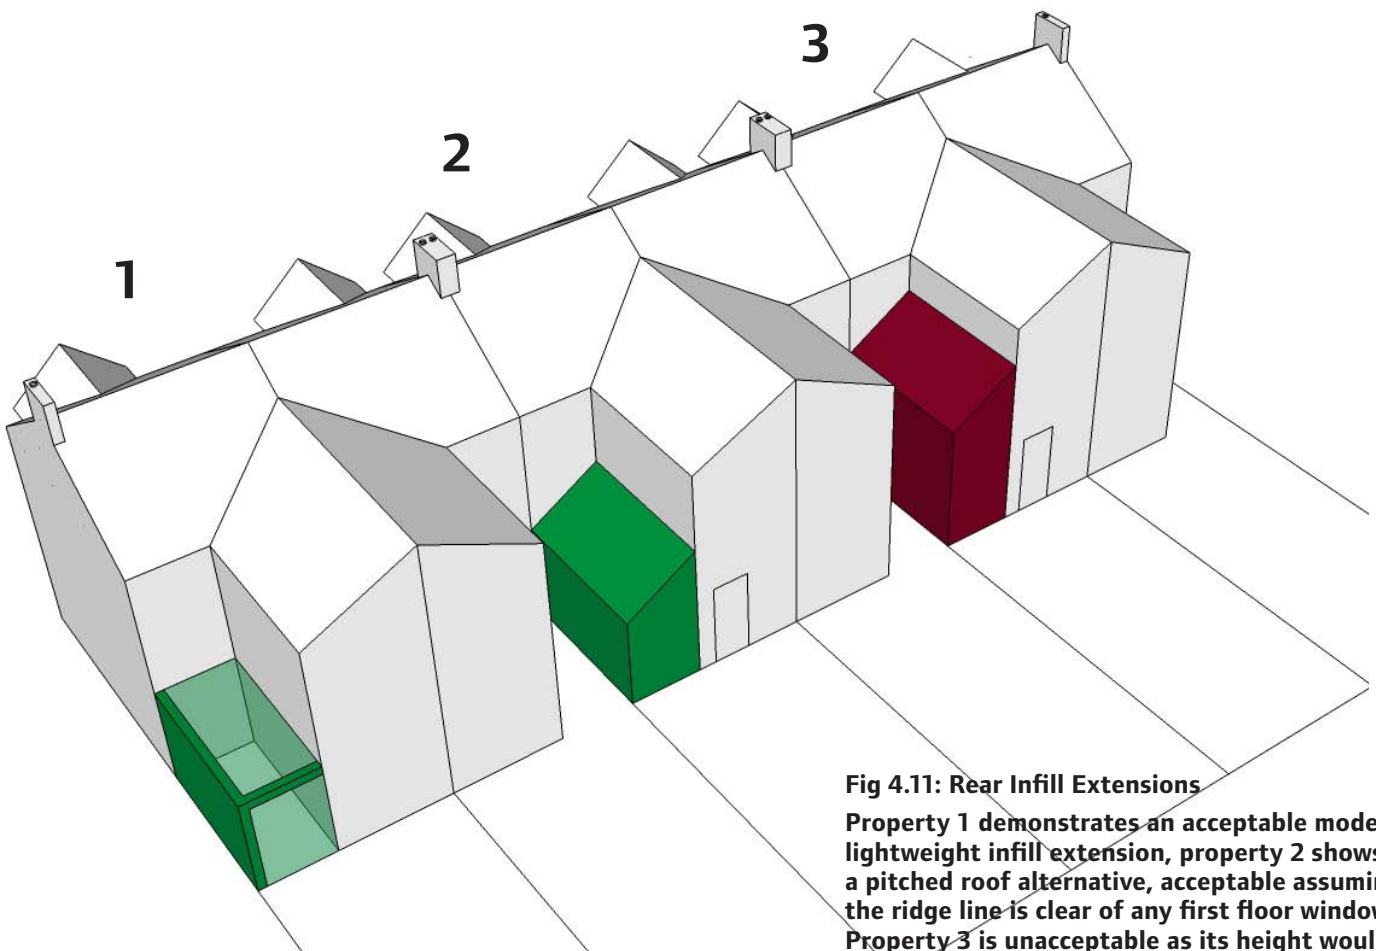 1
2
3
Fig 4.11: Rear Infill Extensions
Property 1 demonstrates an acceptable mode
lightweight infill extension, property 2 shows
a pitched roof alternative, acceptable assumi
the ridge line is clear of any first floor window
Property 3 is unacceptable as its height woul